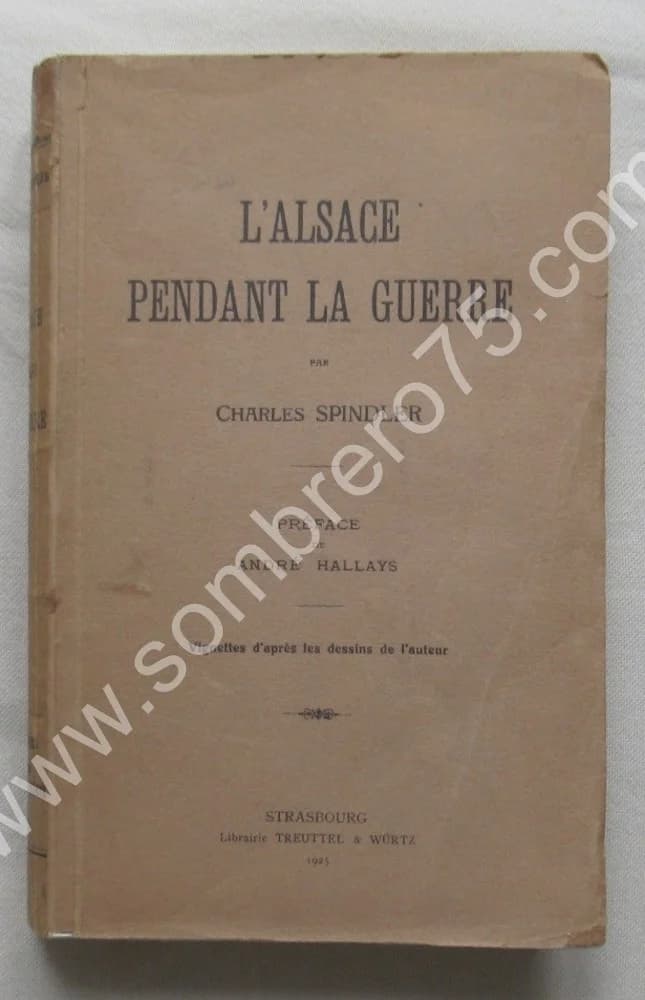 L'ALSACE
PENDANT LA GUERRE
PAR
CHARLES SPINDLER
PRÉFACE
DE
ANDRÉ HALLAYS
Vignettes d'après les dessins de l'auteur
STRASBOURG
Librairie TREUTTEL & WÜRTZ
1925
www.sombrero75.com